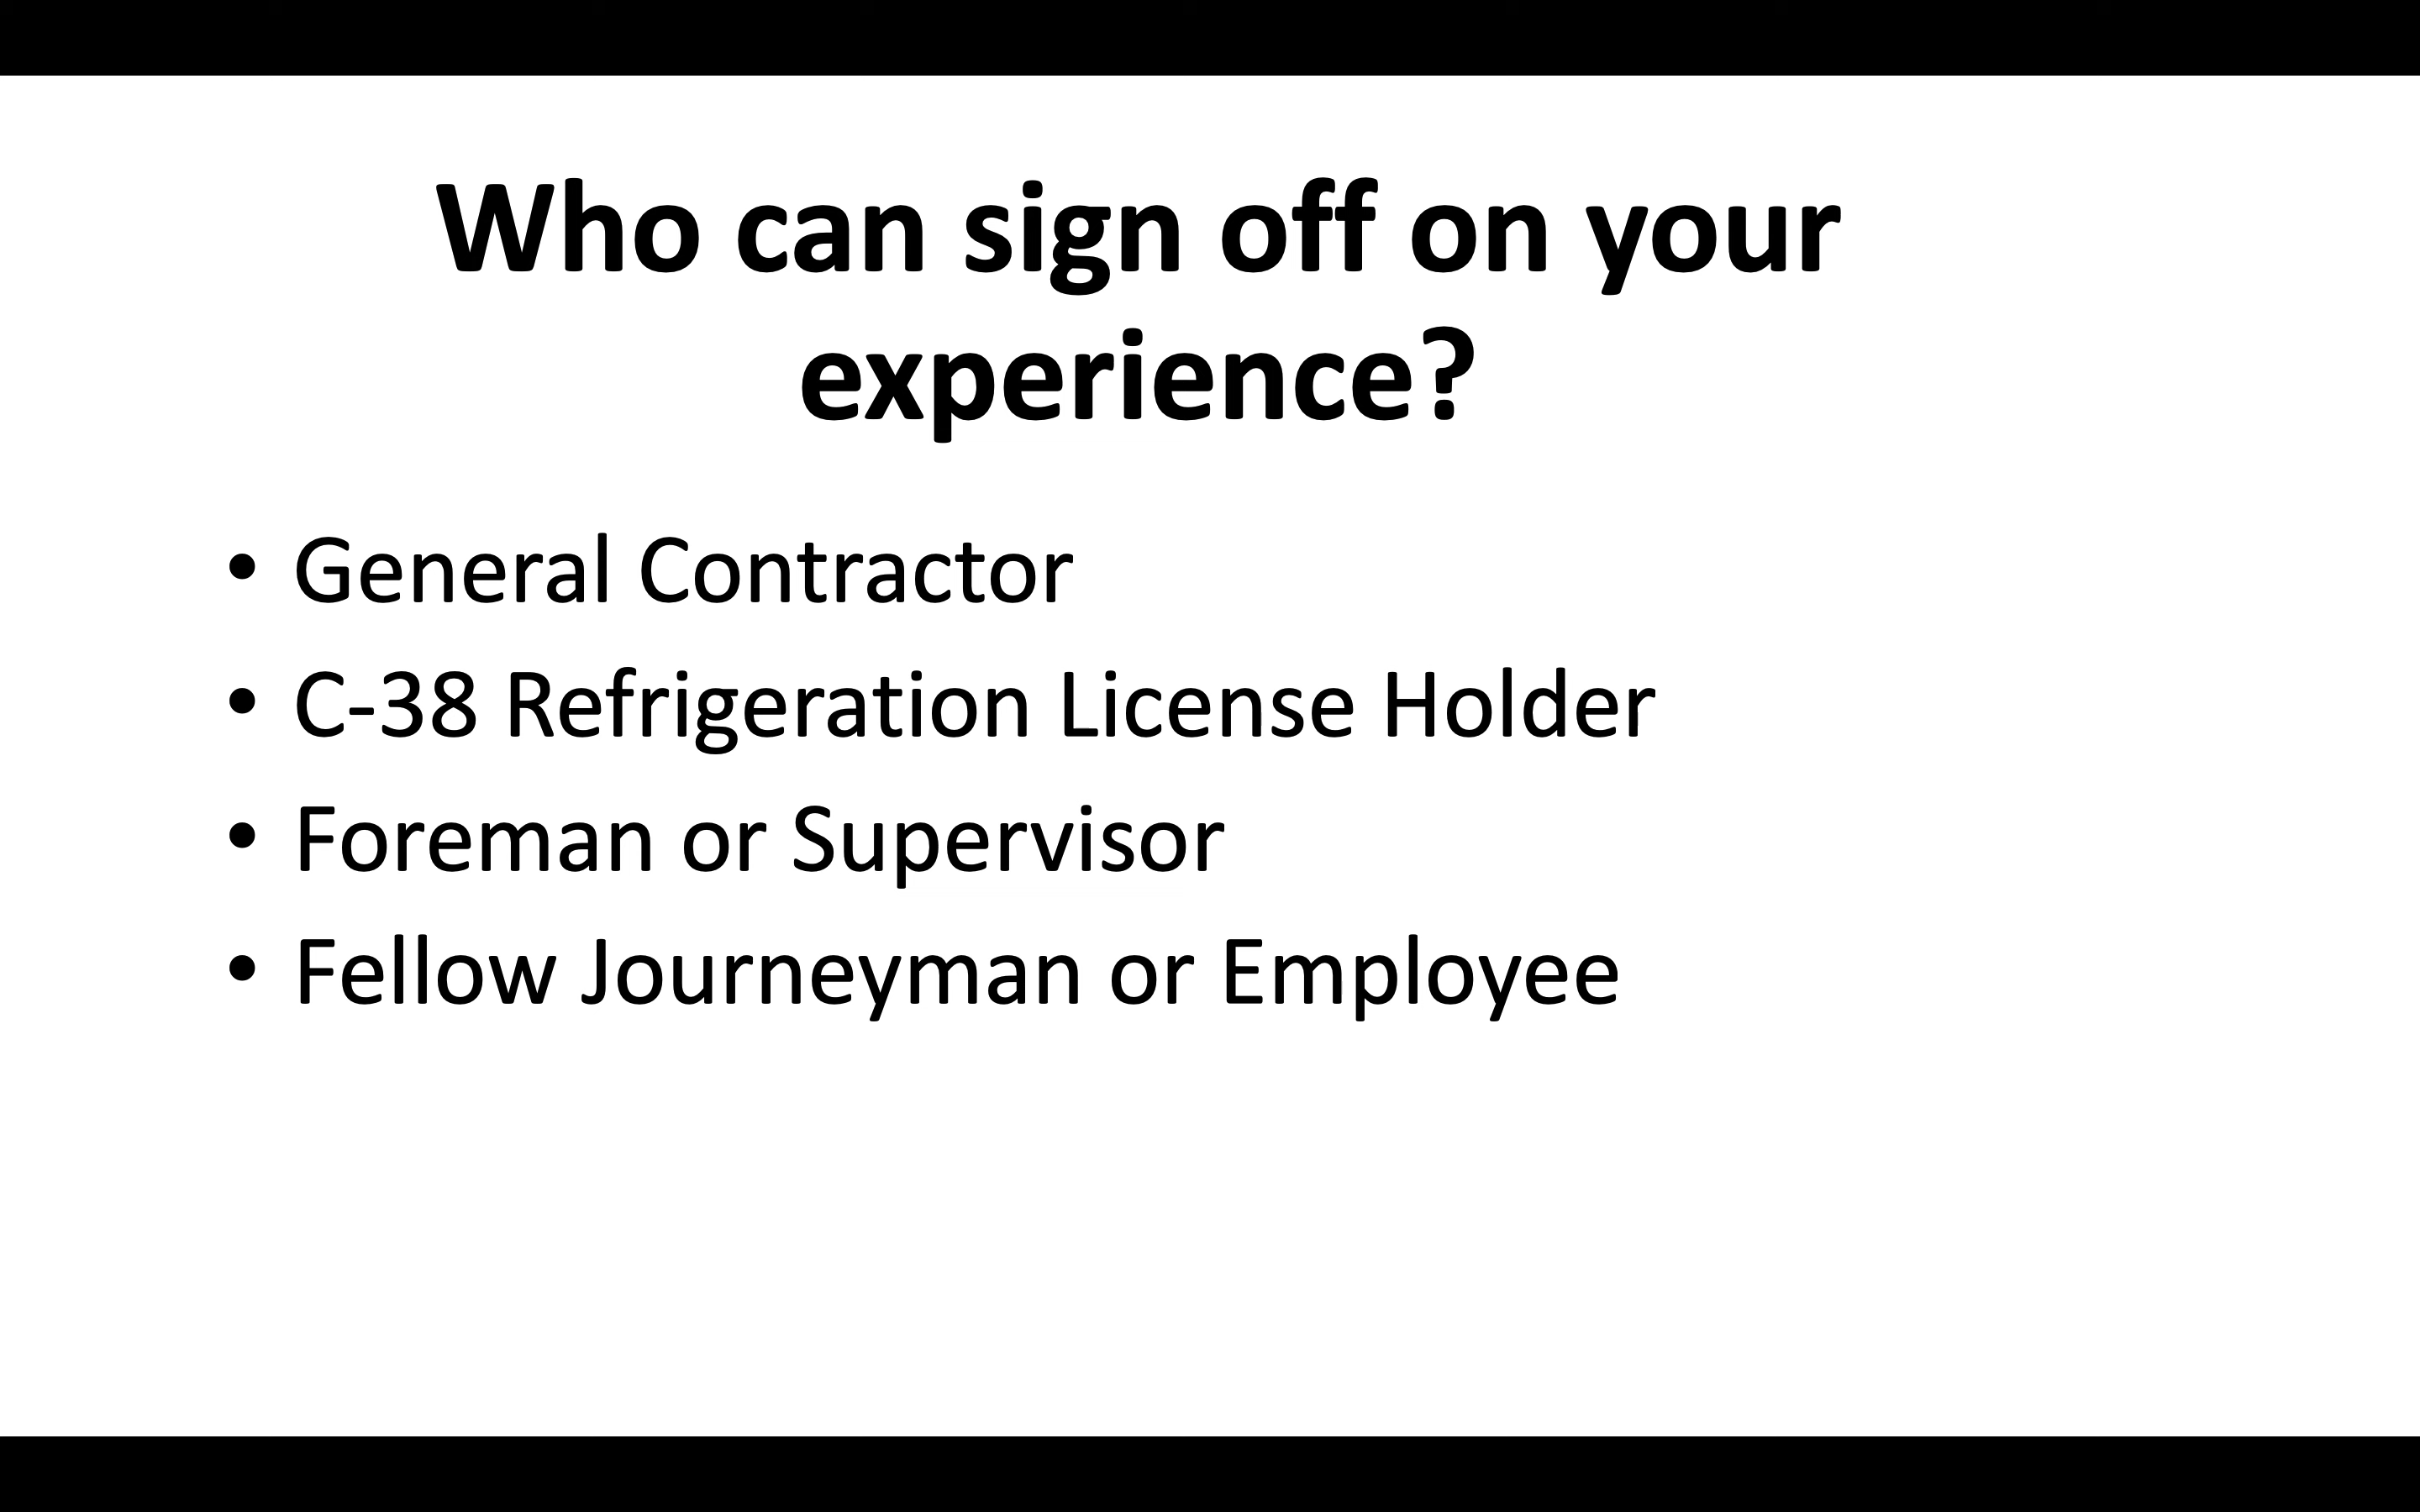 Who can sign off on your
experience?
• General Contractor
• C-38 Refrigeration License Holder
• Foreman or Supervisor
• Fellow Journeyman or Employee